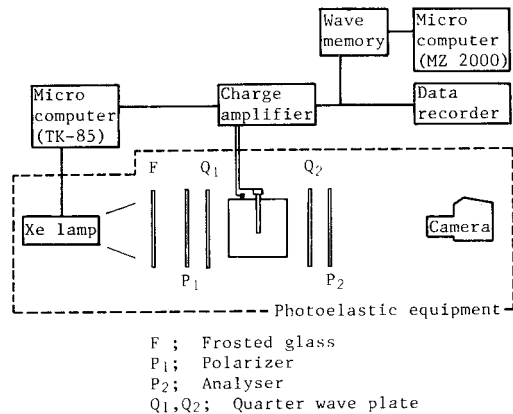 Wave
memory
Micro
computer
(MZ 2000)
Micro
computer
(TK-85)
Charge
amplifier
Data
recorder
F
Q1
Q2
Xe lamp
Camera
P1
P2
Photoelastic equipment
F ; Frosted glass
P1; Polarizer
P2; Analyser
Q1,Q2; Quarter wave plate